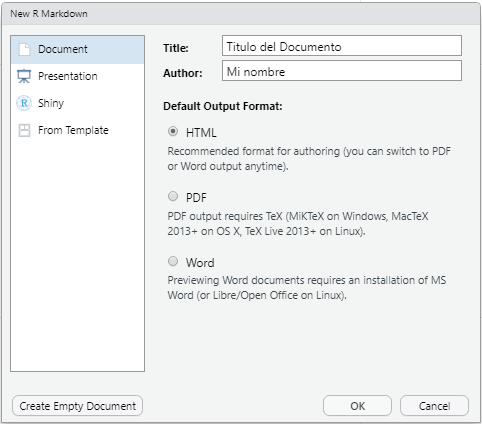 New R Markdown
Document
Presentation
Shiny
From Template
Title: Titulo del Documento
Author: Mi nombre
Default Output Format:
HTML
Recommended format for authoring (you can switch to PDF
or Word output anytime).
PDF
PDF output requires TeX (MiKTeX on Windows, MacTeX
2013+ on OS X, TeX Live 2013+ on Linux).
Word
Previewing Word documents requires an installation of MS
Word (or Libre/Open Office on Linux).
Create Empty Document
OK
Cancel